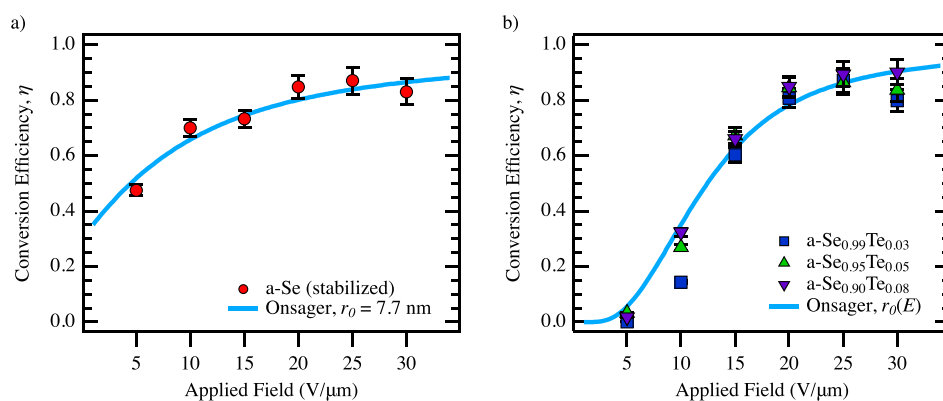 a)
Conversion Efficiency, η
1.0
0.8
0.6
0.4
0.2
0.0
a-Se (stabilized)
Onsager, r0 = 7.7 nm
5 10 15 20 25 30
Applied Field (V/μm)
b)
Conversion Efficiency, η
1.0
0.8
0.6
0.4
0.2
0.0
a-Se0.99Te0.03
a-Se0.95Te0.05
a-Se0.90Te0.08
Onsager, r0(E)
5 10 15 20 25 30
Applied Field (V/μm)